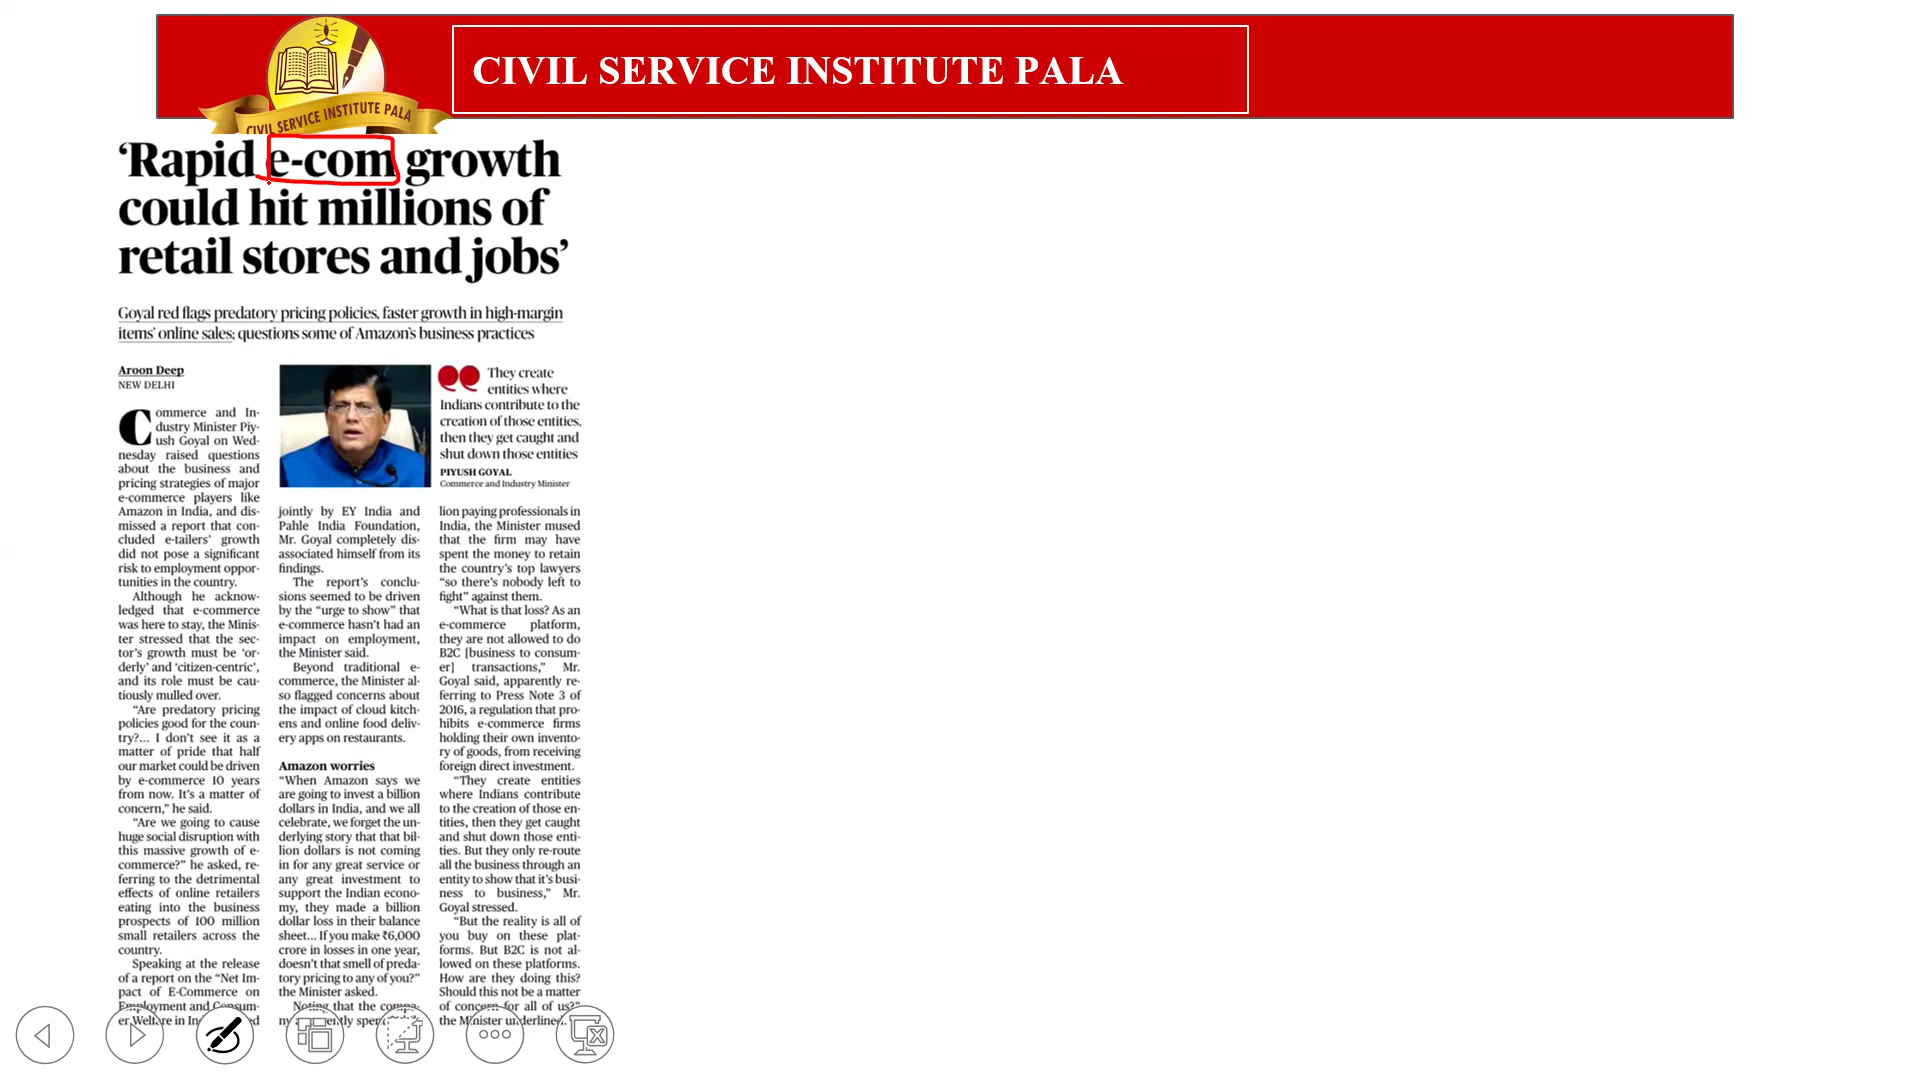 CIVIL SERVICE INSTITUTE PALA
CIVIL SERVICE INSTITUTE PALA
‘Rapid e-com growth
could hit millions of
retail stores and jobs’
Goyal red flags predatory pricing policies, faster growth in high-margin
items’ online sales; questions some of Amazon’s business practices
Aroon Deep
NEW DELHI
Commerce and In-
dustry Minister Piy-
ush Goyal on Wed-
nesday raised questions
about the business and
pricing strategies of major
e-commerce players like
Amazon in India, and dis-
missed a report that con-
cluded e-tailers’ growth
did not pose a significant
risk to employment oppor-
tunities in the country.
Although he acknow-
ledged that e-commerce
was here to stay, the Minis-
ter stressed that the sec-
tor’s growth must be ‘or-
derly’ and ‘citizen-centric’,
and its role must be cau-
tiously mulled over.
“Are predatory pricing
policies good for the coun-
try?... I don’t see it as a
matter of pride that half
our market could be driven
by e-commerce 10 years
from now. It’s a matter of
concern,” he said.
“Are we going to cause
huge social disruption with
this massive growth of e-
commerce?” he asked, re-
ferring to the detrimental
effects of online retailers
eating into the business
prospects of 100 million
small retailers across the
country.
Speaking at the release
of a report on the “Net Im-
pact of E-Commerce on
Employment and Consum-
er Welfare in
jointly by EY India and
Pahle India Foundation,
Mr. Goyal completely dis-
associated himself from its
findings.
The report’s conclu-
sions seemed to be driven
by the “urge to show” that
e-commerce hasn’t had an
impact on employment,
the Minister said.
Beyond traditional e-
commerce, the Minister al-
so flagged concerns about
the impact of cloud kitch-
ens and online food deliv-
ery apps on restaurants.
Amazon worries
“When Amazon says we
are going to invest a billion
dollars in India, and we all
celebrate, we forget the un-
derlying story that that bil-
lion dollars is not coming
in for any great service or
any great investment to
support the Indian econo-
my, they made a billion
dollar loss in their balance
sheet... If you make ₹6,000
crore in losses in one year,
doesn’t that smell of preda-
tory pricing to any of you?”
the Minister asked.
Noting that the compa-
ny
They create
entities where
Indians contribute to the
creation of those entities,
then they get caught and
shut down those entities
PIYUSH GOYAL
Commerce and Industry Minister
lion paying professionals in
India, the Minister mused
that the firm may have
spent the money to retain
the country’s top lawyers
“so there’s nobody left to
fight” against them.
“What is that loss? As an
e-commerce platform,
they are not allowed to do
B2C [business to consum-
er] transactions,” Mr.
Goyal said, apparently re-
ferring to Press Note 3 of
2016, a regulation that pro-
hibits e-commerce firms
holding their own invento-
ry of goods, from receiving
foreign direct investment.
“They create entities
where Indians contribute
to the creation of those en-
tities, then they get caught
and shut down those enti-
ties. But they only re-route
all the business through an
entity to show that it’s busi-
ness to business,” Mr.
Goyal stressed.
“But the reality is all of
you buy on these plat-
forms. But B2C is not al-
lowed on these platforms.
How are they doing this?
Should this not be a matter
of concern for all of us?”
the Minister underlined.